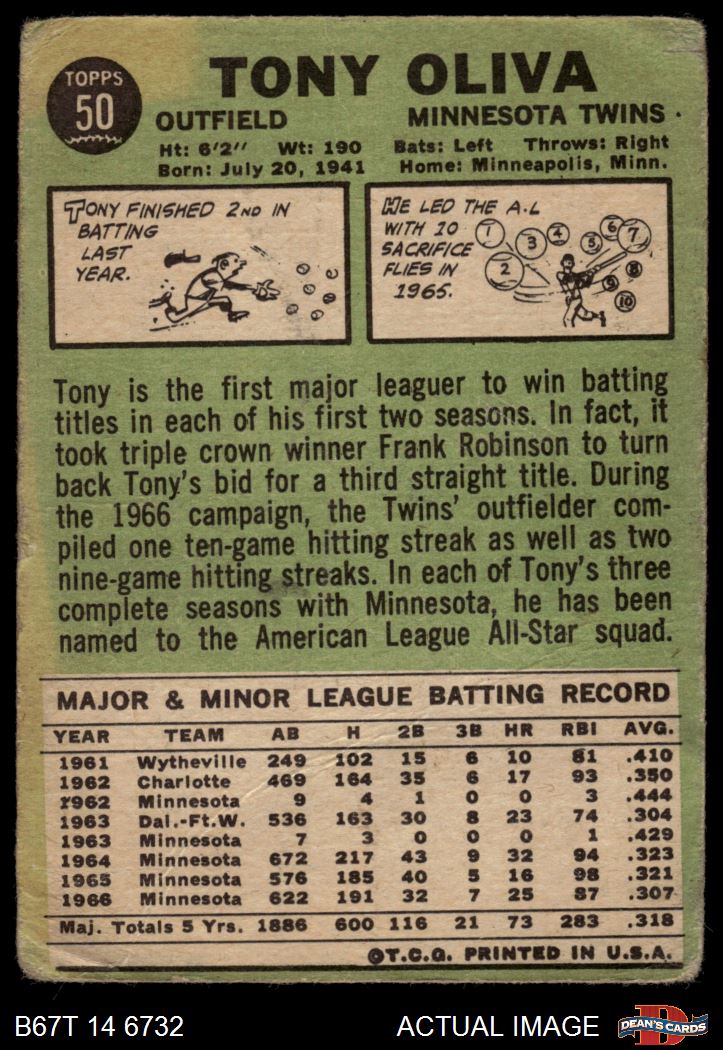 TOPPS
50
TONY OLIVA
OUTFIELD MINNESOTA TWINS
Ht: 6'2" Wt: 190 Bats: Left Throws: Right
Born: July 20, 1941 Home: Minneapolis, Minn.
TONY FINISHED 2ND IN
BATTING
LAST
YEAR.
HE LED THE A.L
WITH 10
SACRIFICE
FLIES IN
1965.
1 2 3 4 5 6 7 8 9 10
Tony is the first major leaguer to win batting
titles in each of his first two seasons. In fact, it
took triple crown winner Frank Robinson to turn
back Tony's bid for a third straight title. During
the 1966 campaign, the Twins' outfielder com-
piled one ten-game hitting streak as well as two
nine-game hitting streaks. In each of Tony's three
complete seasons with Minnesota, he has been
named to the American League All-Star squad.
MAJOR & MINOR LEAGUE BATTING RECORD
YEAR TEAM AB H 2B 3B HR RBI AVG.
1961 Wytheville 249 102 15 6 10 81 .410
1962 Charlotte 469 164 35 6 17 93 .350
1962 Minnesota 9 4 1 0 0 3 .444
1963 Dal.-Ft.W. 536 163 30 8 23 74 .304
1963 Minnesota 7 3 0 0 0 1 .429
1964 Minnesota 672 217 43 9 32 94 .323
1965 Minnesota 576 185 40 5 16 98 .321
1966 Minnesota 622 191 32 7 25 87 .307
Maj. Totals 5 Yrs. 1886 600 116 21 73 283 .318
©T.C.G. PRINTED IN U.S.A.
B67T 14 6732 ACTUAL IMAGE
D
DEAN'S CARDS